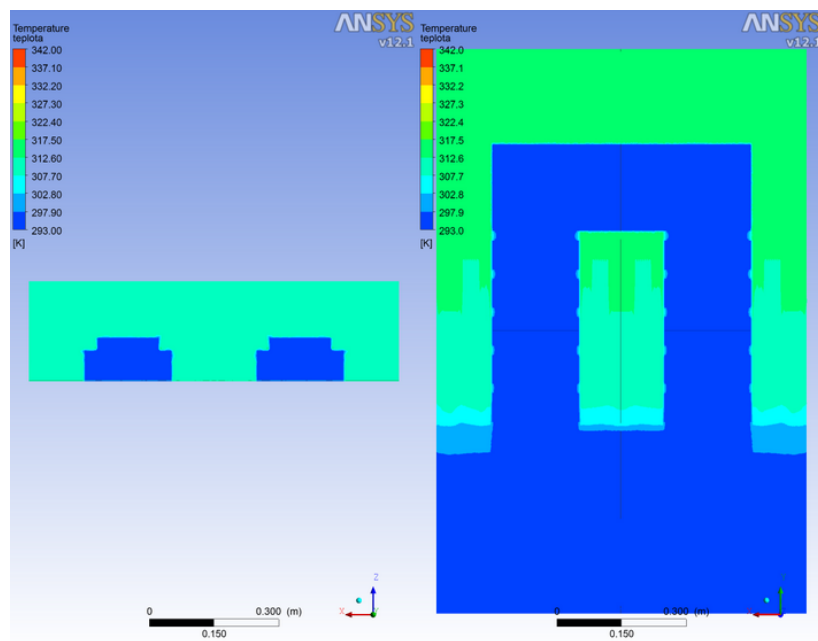 Temperature
teplota
342.00
337.10
332.20
327.30
322.40
317.50
312.60
307.70
302.80
297.90
293.00
[K]
ANSYS
v12.1
0
0.300 (m)
0.150
X
Z
Temperature
teplota
342.0
337.1
332.2
327.3
322.4
317.5
312.6
307.7
302.8
297.9
293.0
[K]
ANSYS
v12.1
0
0.300 (m)
0.150
X